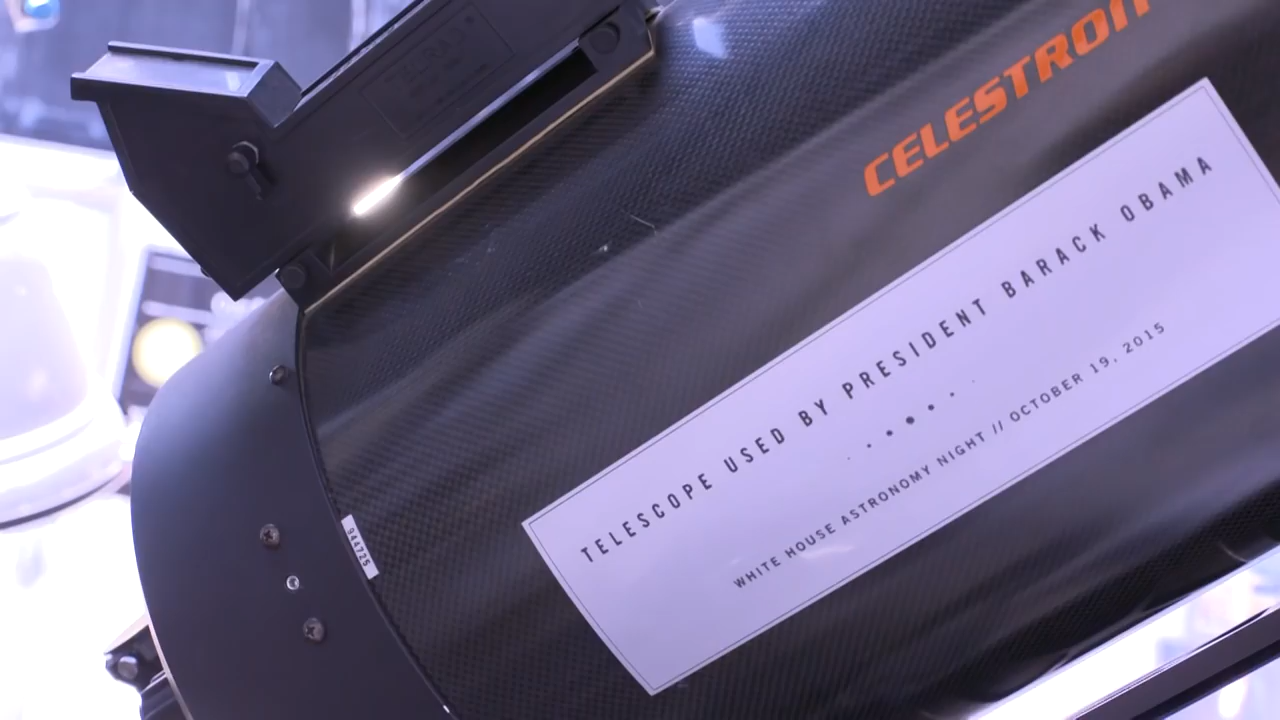 CELESTRON
TELESCOPE USED BY PRESIDENT BARACK OBAMA
WHITE HOUSE ASTRONOMY NIGHT // OCTOBER 19, 2015
944725